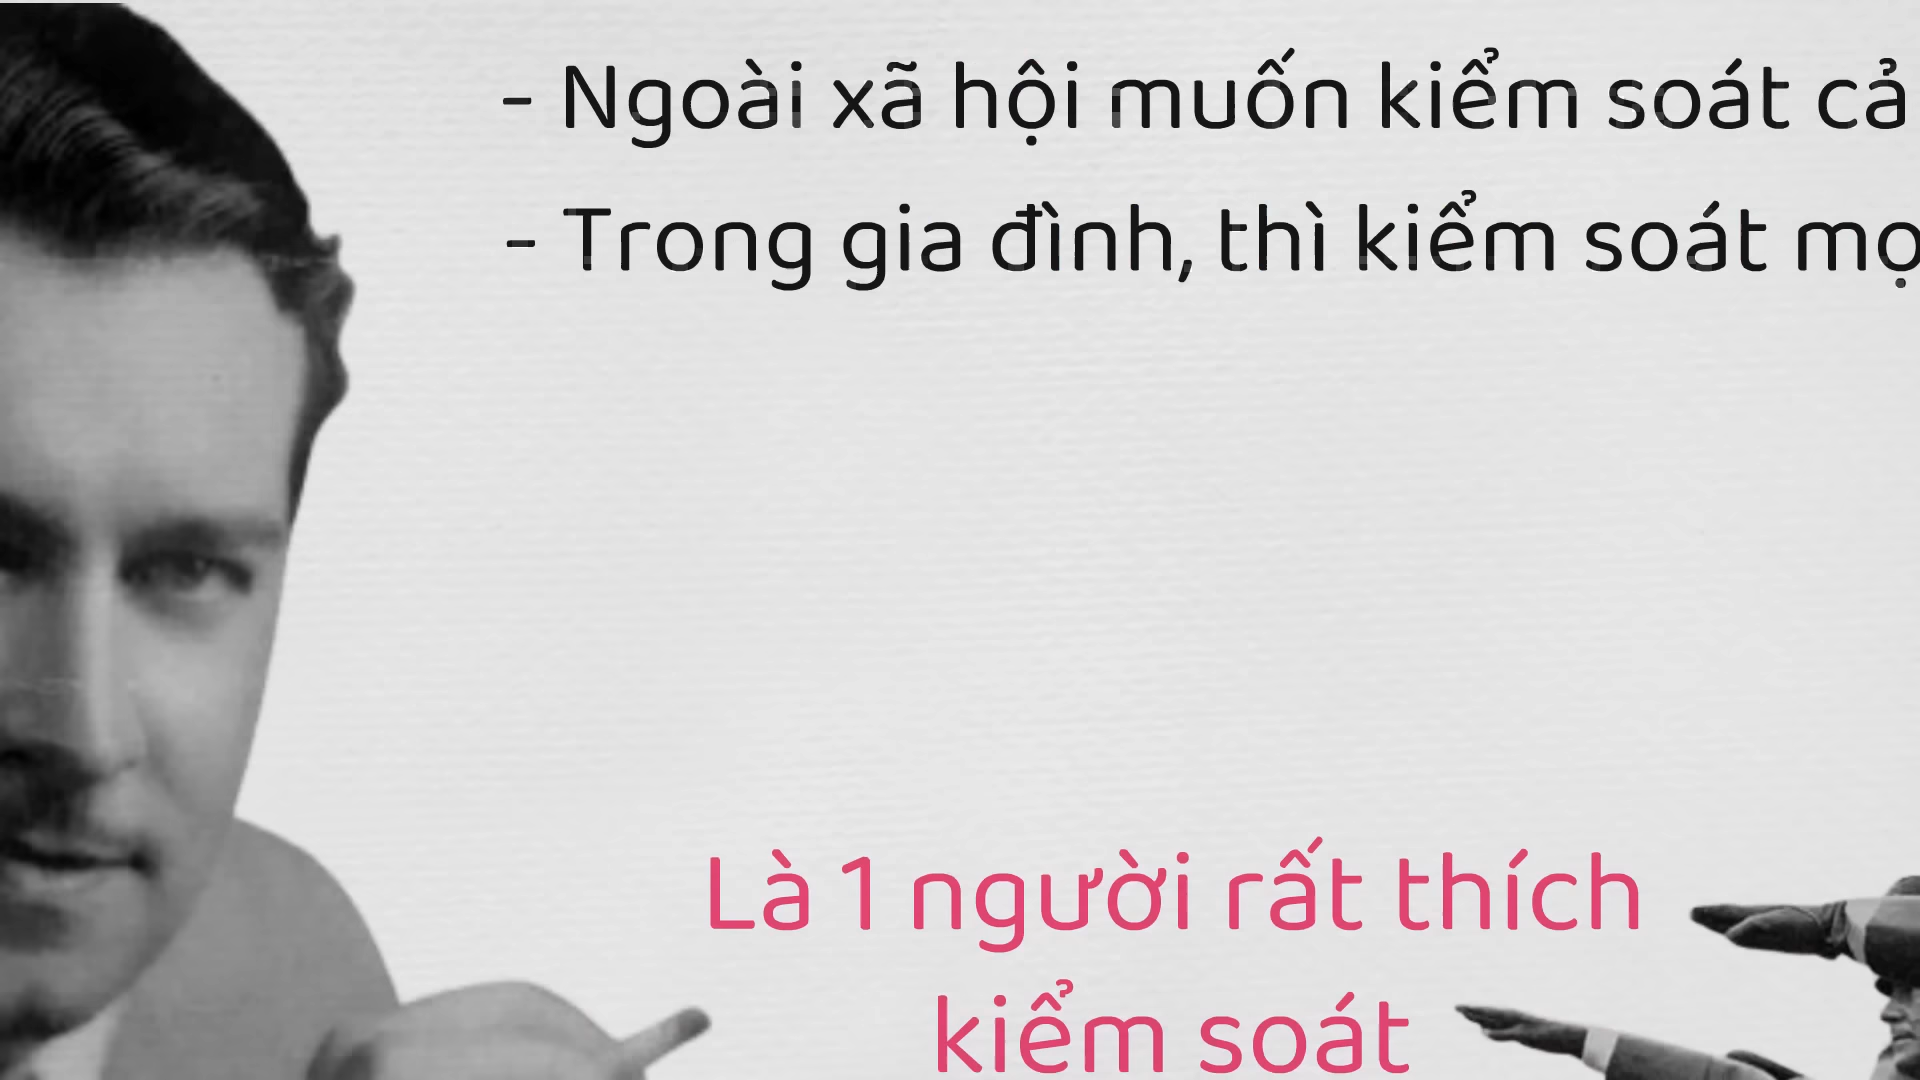 - Ngoài xã hội muốn kiểm soát cả
- Trong gia đình, thì kiểm soát
Là 1 người rất thích
kiểm soát